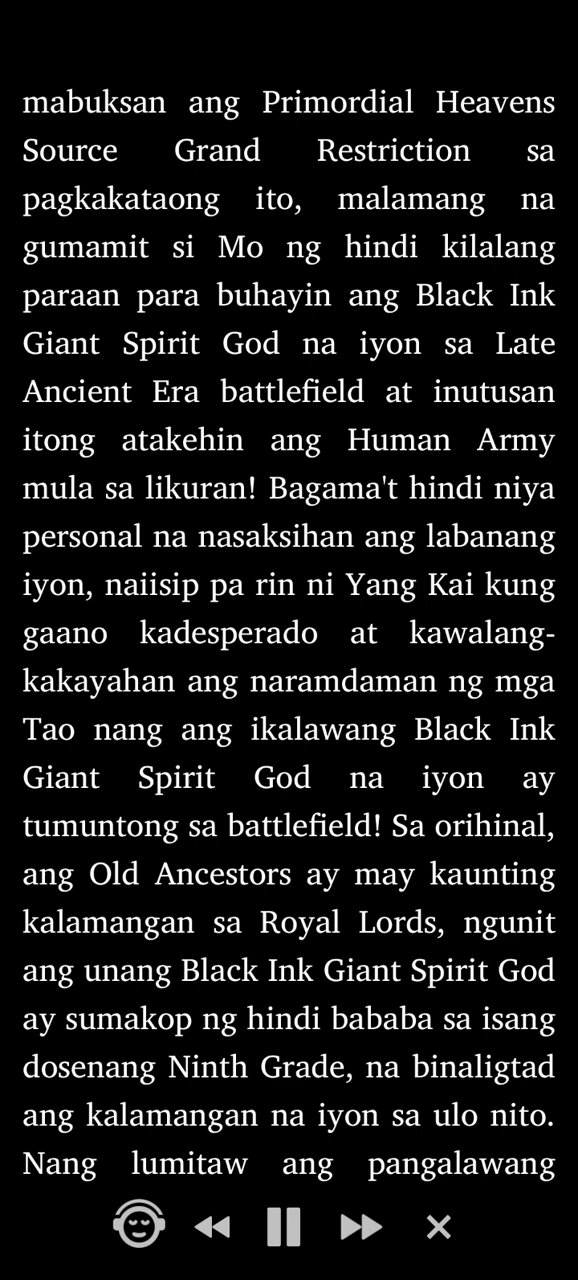 mabuksan ang Primordial Heavens
Source Grand Restriction sa
pagkakataong ito, malamang na
gumamit si Mo ng hindi kilalang
paraan para buhayin ang Black Ink
Giant Spirit God na iyon sa Late
Ancient Era battlefield at inutusan
itong atakehin ang Human Army
mula sa likuran! Bagama't hindi niya
personal na nasaksihan ang labanang
iyon, naiisip pa rin ni Yang Kai kung
gaano kadesperado at kawalang-
kakayahan ang naramdaman ng mga
Tao nang ang ikalawang Black Ink
Giant Spirit God na iyon ay
tumuntong sa battlefield! Sa orihinal,
ang Old Ancestors ay may kaunting
kalamangan sa Royal Lords, ngunit
ang unang Black Ink Giant Spirit God
ay sumakop ng hindi bababa sa isang
dosenang Ninth Grade, na binaligtad
ang kalamangan na iyon sa ulo nito.
Nang lumitaw ang pangalawang